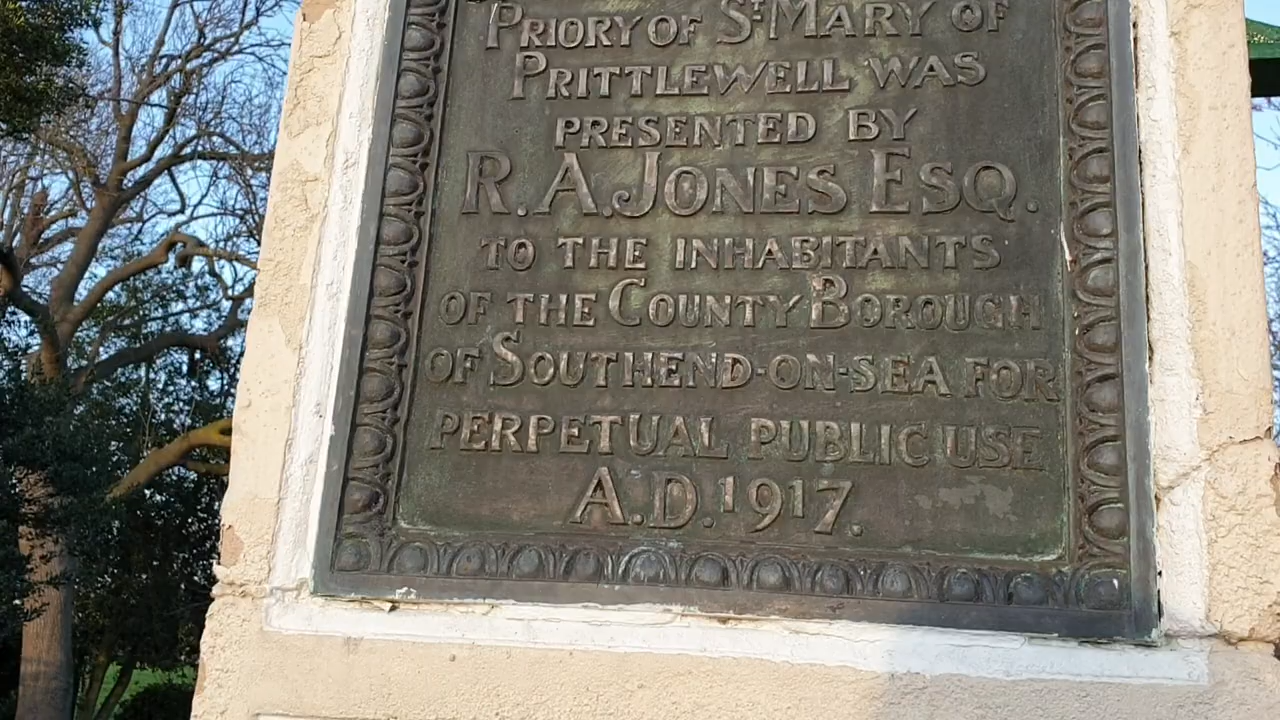 PRIORY OF ST. MARY OF
PRITTLEWELL WAS
PRESENTED BY
R. A. JONES ESQ.
TO THE INHABITANTS
OF THE COUNTY BOROUGH
OF SOUTHEND-ON-SEA FOR
PERPETUAL PUBLIC USE
A.D. 1917.